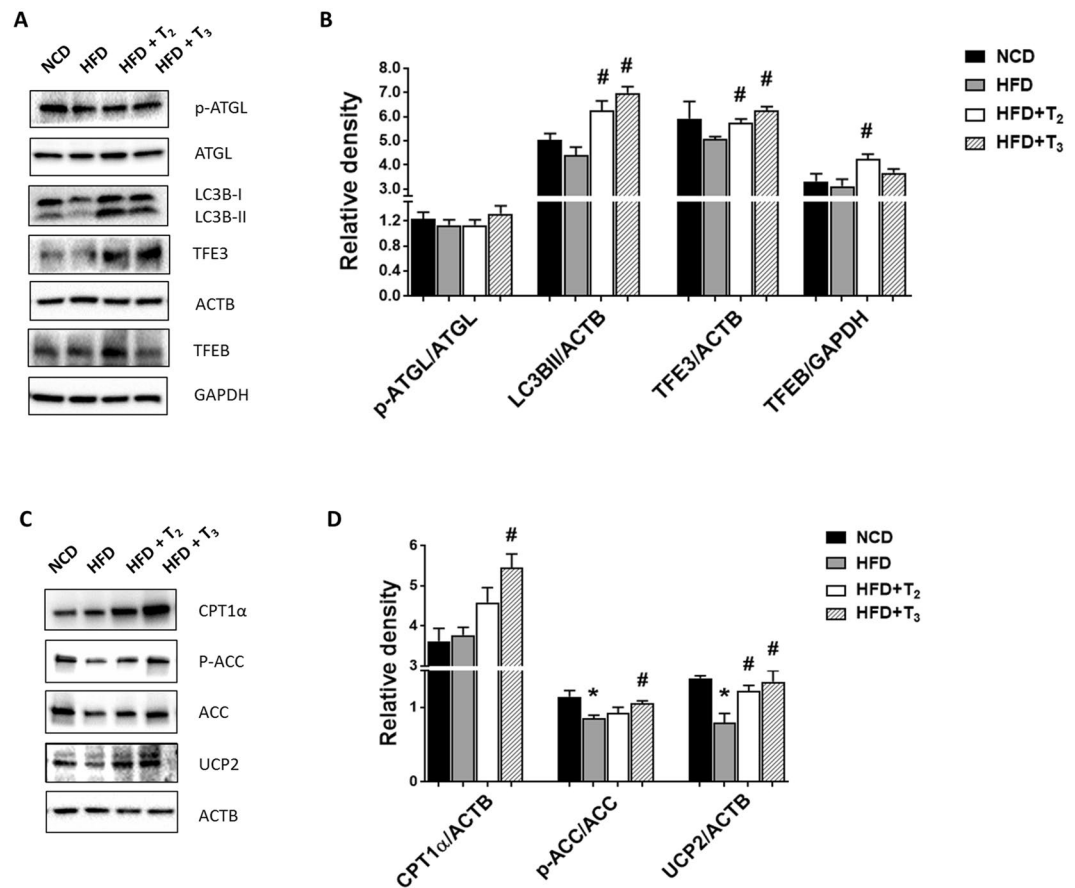 A
NCD HFD HFD + T₂ HFD + T₃
p-ATGL
ATGL
LC3B-I
LC3B-II
TFE3
ACTB
TFEB
GAPDH
B
Relative density
8.0
7.0
6.0
5.0
4.0
3.0
1.2
0.8
0.4
0.0
# # # # #
p-ATGL/ATGL LC3BII/ACTB TFE3/ACTB TFEB/GAPDH
NCD
HFD
HFD+T₂
HFD+T₃
C
NCD HFD HFD + T₂ HFD + T₃
CPT1α
P-ACC
ACC
UCP2
ACTB
D
Relative density
6
5
4
3
1
0
# * # * # #
CPT1α/ACTB p-ACC/ACC UCP2/ACTB
NCD
HFD
HFD+T₂
HFD+T₃